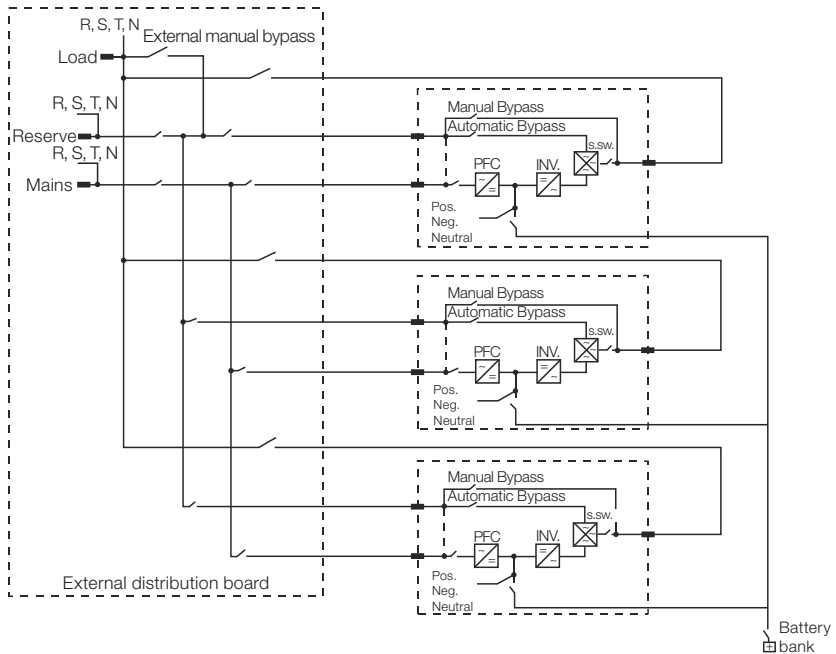 R, S, T, N
External manual bypass
Load
R, S, T, N
Reserve
R, S, T, N
Mains
Manual Bypass
Automatic Bypass
s.sw.
PFC
INV.
Pos.
Neg.
Neutral
Manual Bypass
Automatic Bypass
s.sw.
PFC
INV.
Pos.
Neg.
Neutral
Manual Bypass
Automatic Bypass
s.sw.
PFC
INV.
Pos.
Neg.
Neutral
External distribution board
Battery
bank